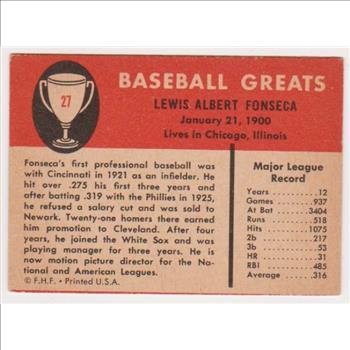 27
BASEBALL GREATS
LEWIS ALBERT FONSECA
January 21, 1900
Lives in Chicago, Illinois
Fonseca's first professional baseball was
with Cincinnati in 1921 as an infielder. He
hit over .275 his first three years and
after batting .319 with the Phillies in 1925,
he refused a salary cut and was sold to
Newark. Twenty-one homers there earned
him promotion to Cleveland. After four
years, he joined the White Sox and was
playing manager for three years. He is
now motion picture director for the Na-
tional and American Leagues.
© F.H.F. • Printed U.S.A.
Major League
Record
Years ........ 12
Games ........ 937
At Bat ........ 3404
Runs ........ 518
Hits ........ 1075
2b ........ 217
3b ........ 53
HR ........ 31
RBI ........ 485
Average ........ .316